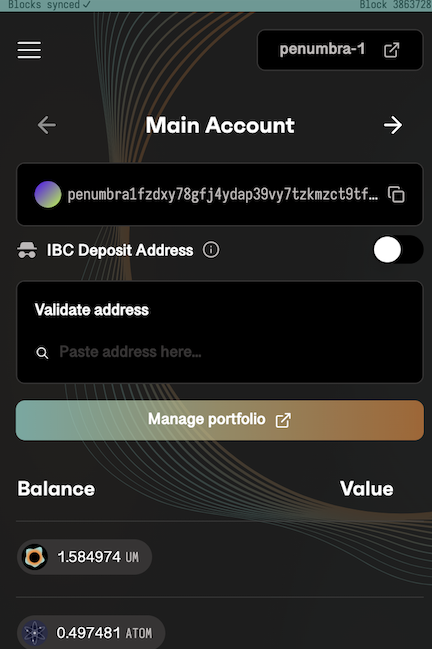 Blocks synced ✓ Block 3863728
penumbra-1
Main Account
penumbra1fzdxy78gfj4ydap39vy7tzkmzct9tf…
IBC Deposit Address
Validate address
Paste address here...
Manage portfolio
Balance Value
1.584974 UM
0.497481 ATOM